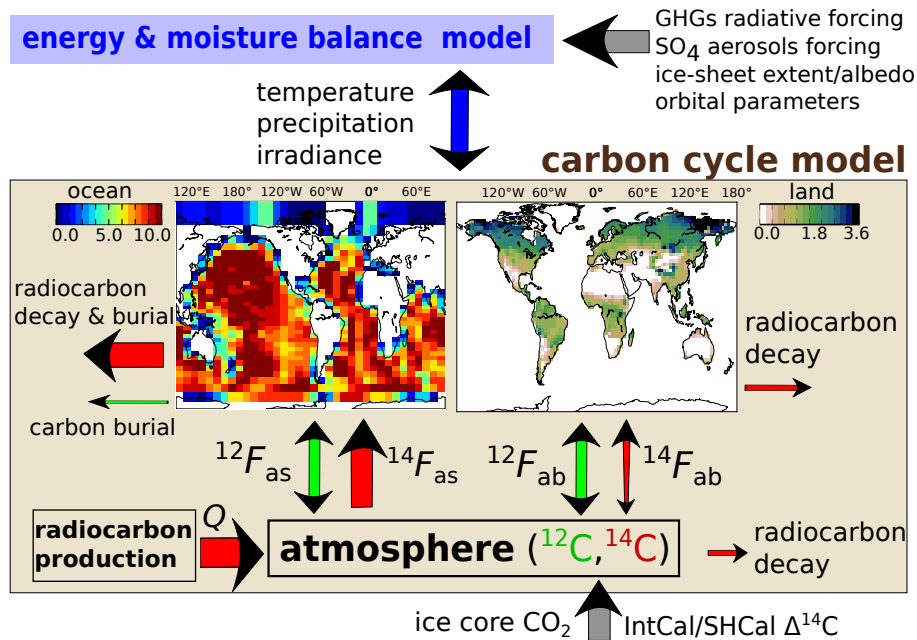 energy & moisture balance model
GHGs radiative forcing
SO4 aerosols forcing
ice-sheet extent/albedo
orbital parameters
temperature
precipitation
irradiance
carbon cycle model
ocean
0.0 5.0 10.0
120°E 180° 120°W 60°W 0° 60°E
120°W 60°W 0° 60°E 120°E 180°
land
0.0 1.8 3.6
radiocarbon
decay & burial
carbon burial
radiocarbon
decay
¹²Fas
¹⁴Fas
¹²Fab
¹⁴Fab
radiocarbon
production
Q
atmosphere (¹²C,¹⁴C)
radiocarbon
decay
ice core CO₂
IntCal/SHCal Δ¹⁴C